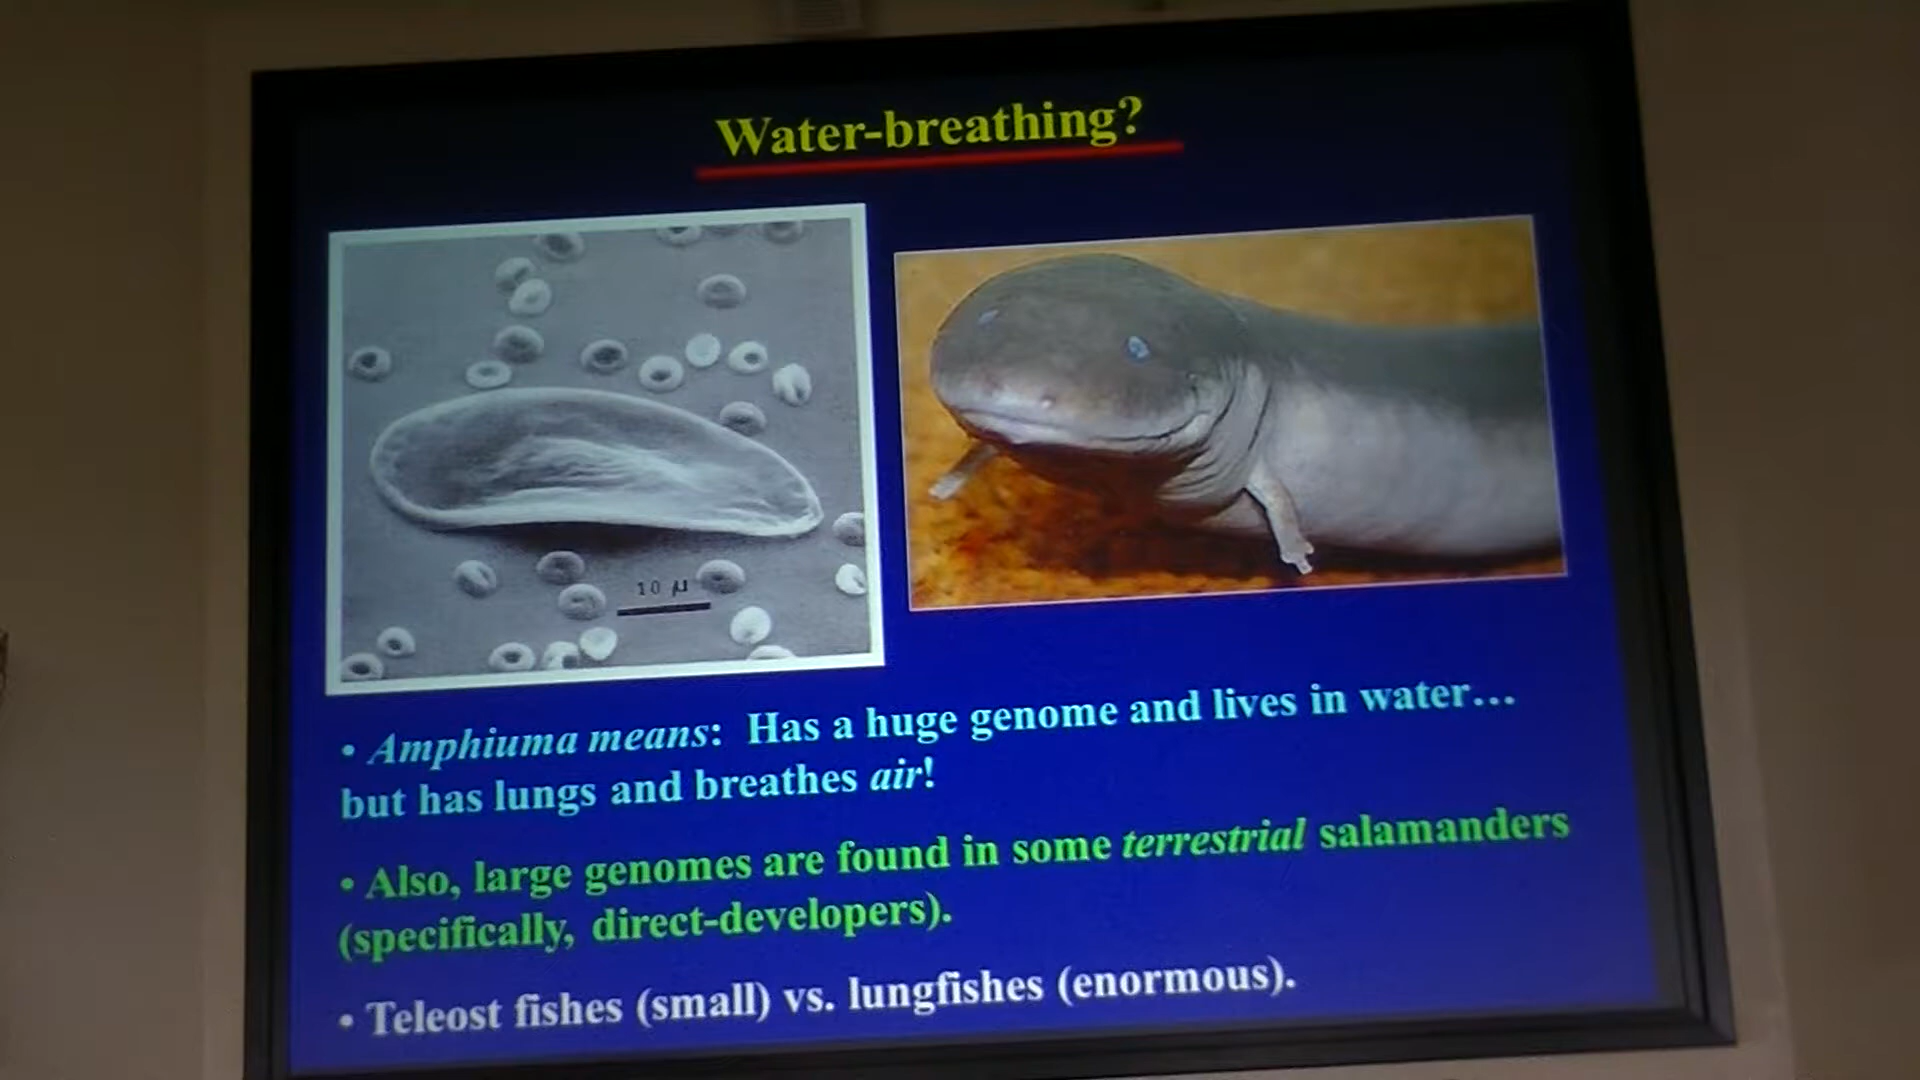 Water-breathing?
10 µ
• Amphiuma means: Has a huge genome and lives in water...
but has lungs and breathes air!
• Also, large genomes are found in some terrestrial salamanders
(specifically, direct-developers).
• Teleost fishes (small) vs. lungfishes (enormous).